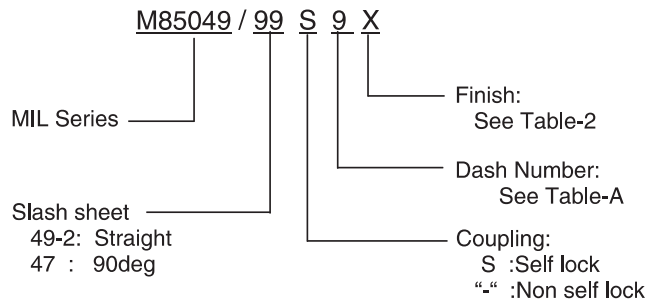 M85049 / 99 S 9 X
Finish:
See Table-2
MIL Series
Dash Number:
See Table-A
Slash sheet
49-2: Straight
47 : 90deg
Coupling:
S :Self lock
“-“ :Non self lock